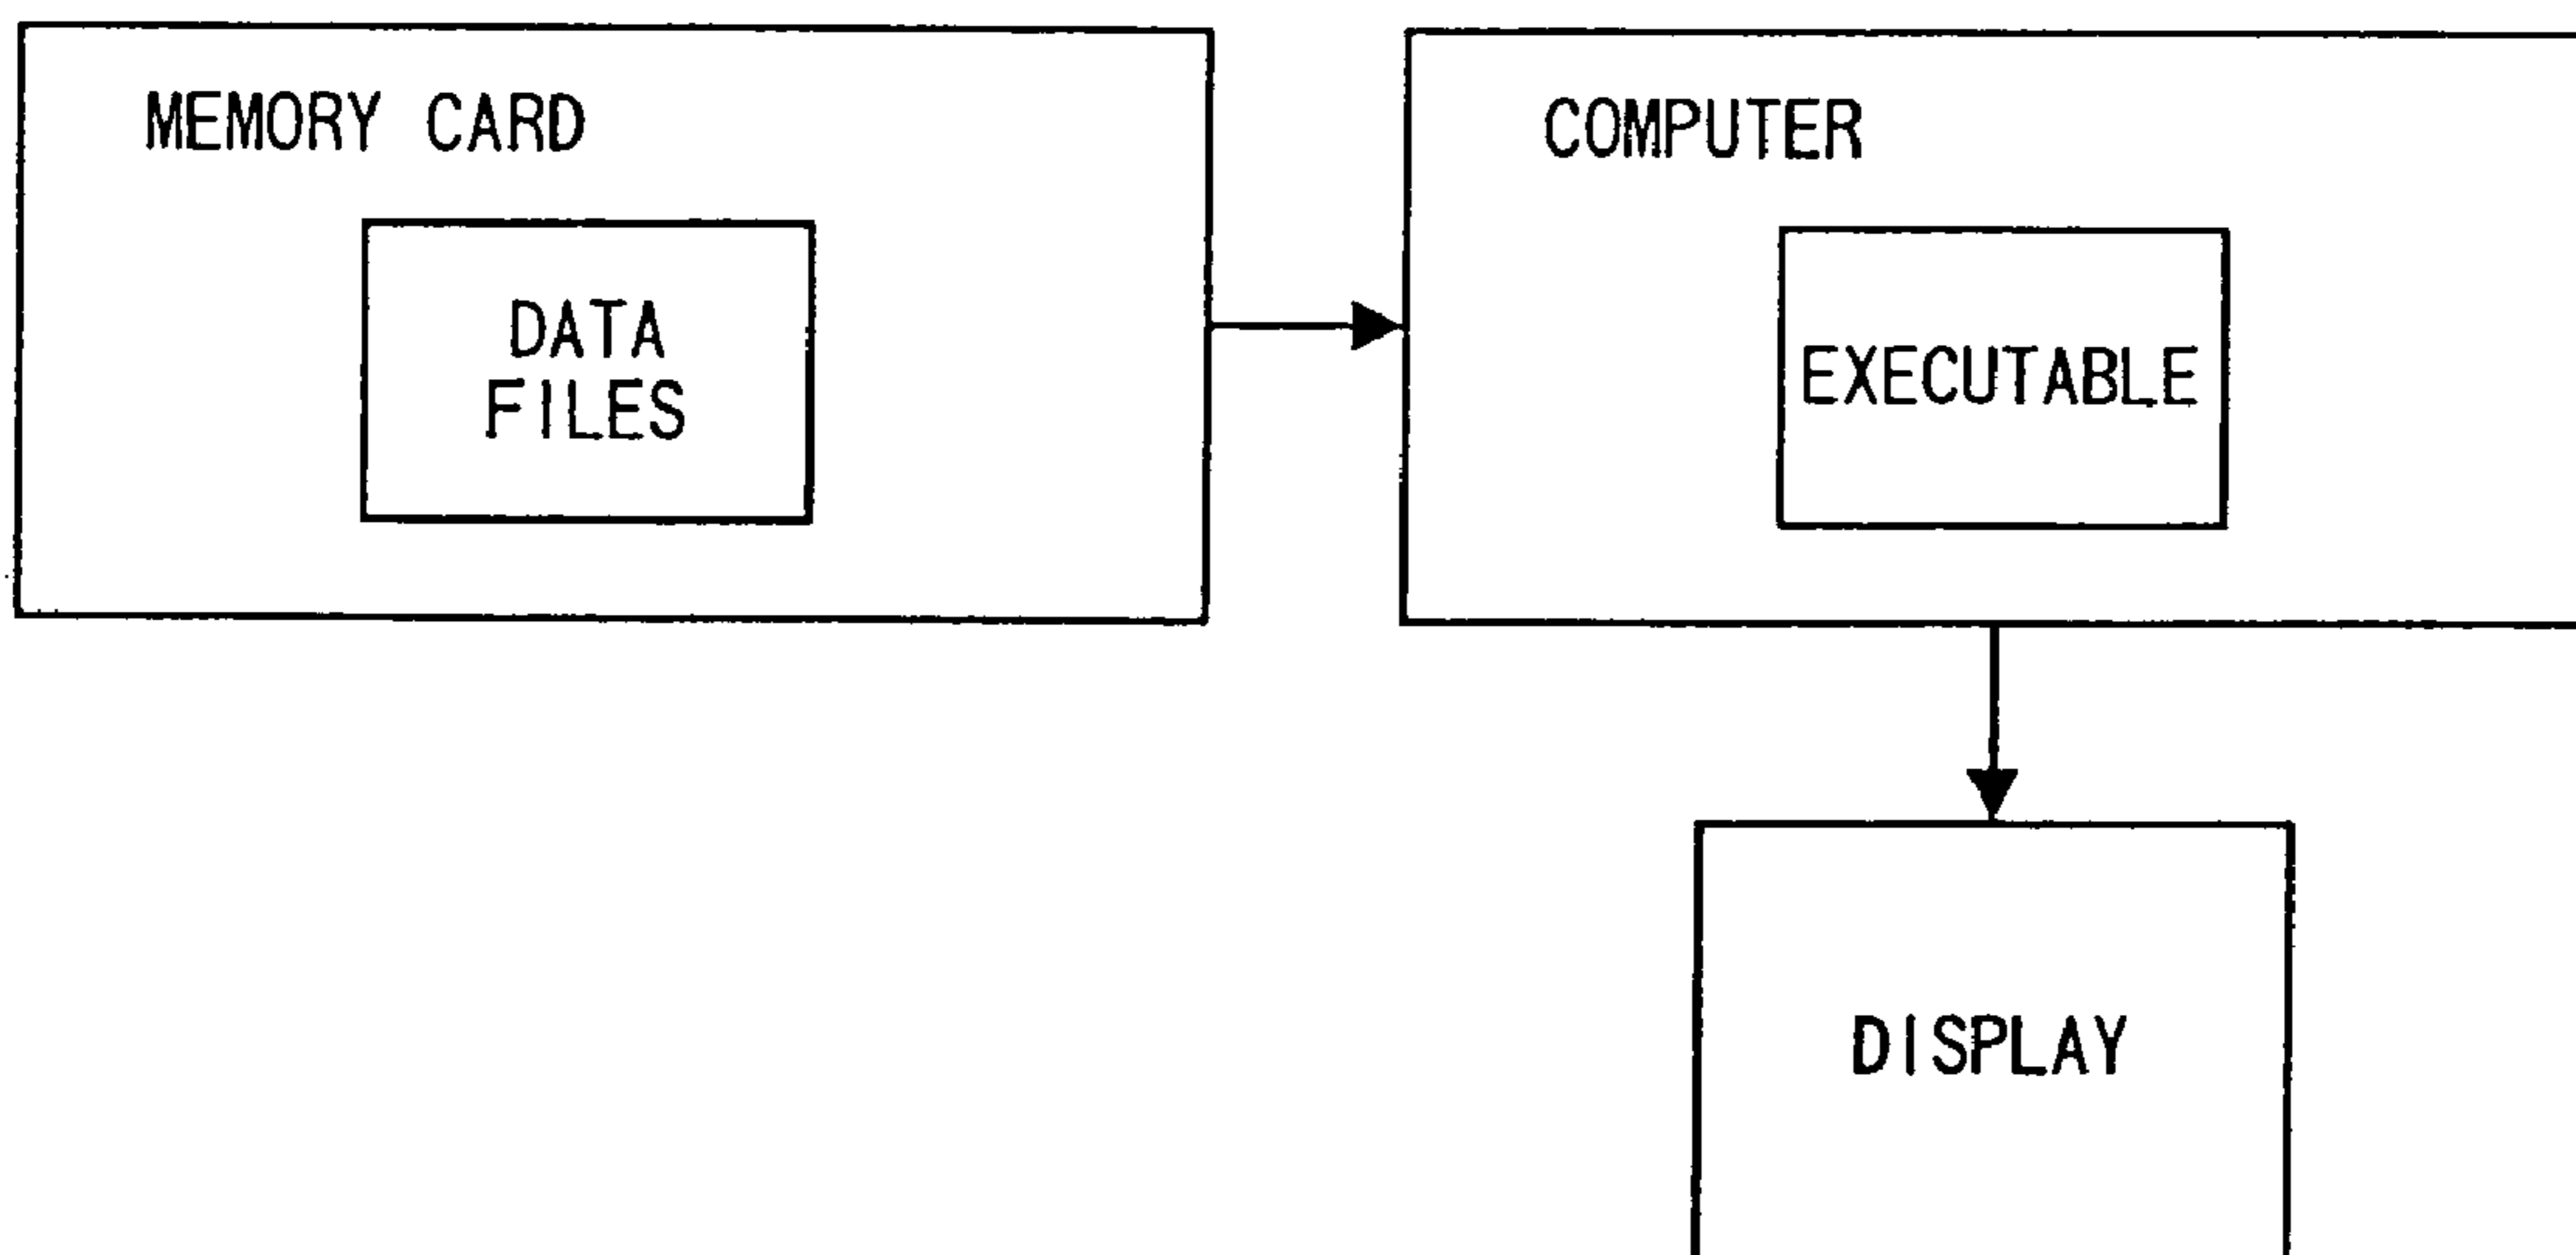 MEMORY CARD
DATA
FILES
COMPUTER
EXECUTABLE
DISPLAY